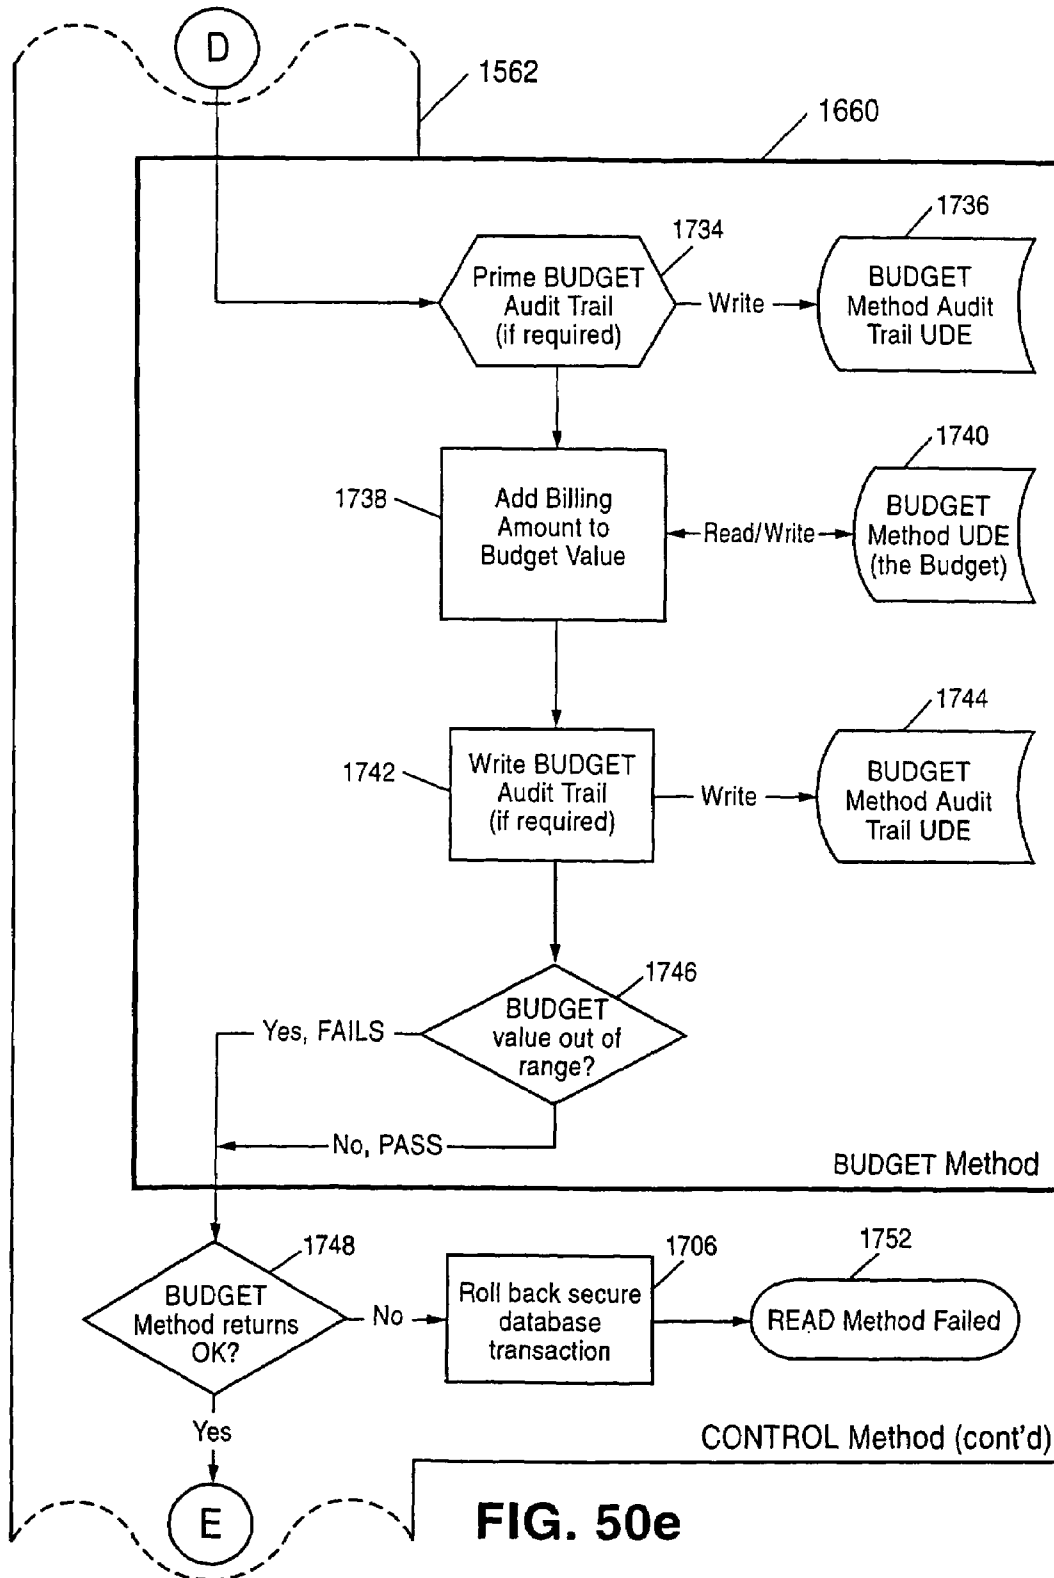 D
1562
1660
1734
1736
Prime BUDGET
Audit Trail
(if required)
Write
BUDGET
Method Audit
Trail UDE
1738
1740
Add Billing
Amount to
Budget Value
Read/Write
BUDGET
Method UDE
(the Budget)
1742
1744
Write BUDGET
Audit Trail
(if required)
Write
BUDGET
Method Audit
Trail UDE
1746
BUDGET
value out of
range?
Yes, FAILS
No, PASS
BUDGET Method
1748
1706
1752
BUDGET
Method returns
OK?
No
Roll back secure
database
transaction
READ Method Failed
Yes
CONTROL Method (cont'd)
E
FIG. 50e